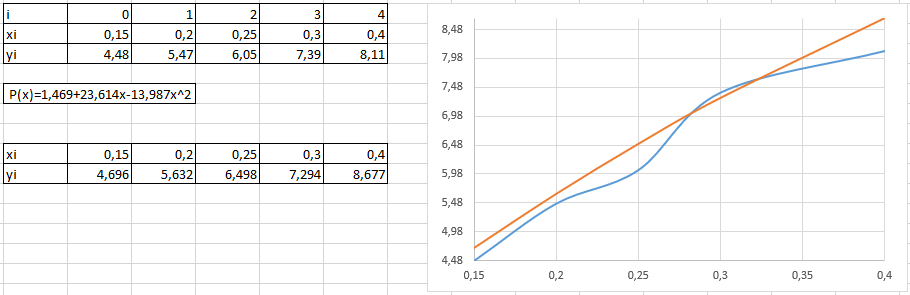 i 0 1 2 3 4
xi 0,15 0,2 0,25 0,3 0,4
yi 4,48 5,47 6,05 7,39 8,11
P(x)=1,469+23,614x-13,987x^2
xi 0,15 0,2 0,25 0,3 0,4
yi 4,696 5,632 6,498 7,294 8,677
8,48
7,98
7,48
6,98
6,48
5,98
5,48
4,98
4,48
0,15 0,2 0,25 0,3 0,35 0,4